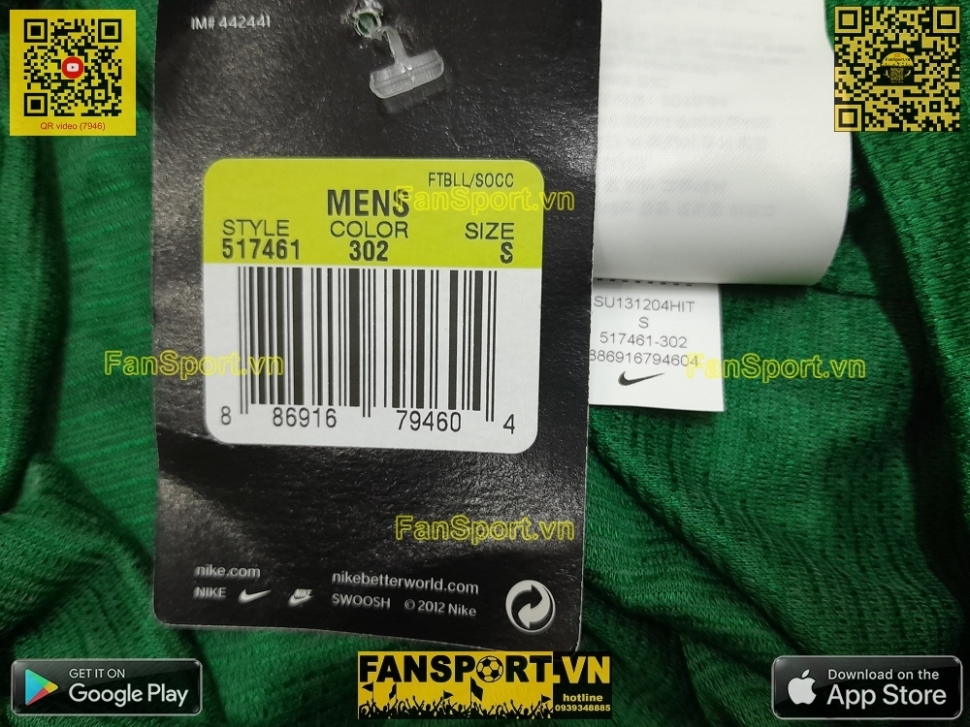 IM# 442441
QR video (7946)
FTBLL/SOCC
MENS
FanSport.vn
STYLE COLOR SIZE
517461 302 S
SU131204HIT
S
517461-302
886916794604
FanSport.vn
FanSport.vn
8 86916 79460 4
FanSport.vn
nike.com
nikebetterworld.com
NIKE
SWOOSH © 2012 Nike
GET IT ON
Google Play
FANSPORT.VN
hotline
0939348885
Download on the
App Store